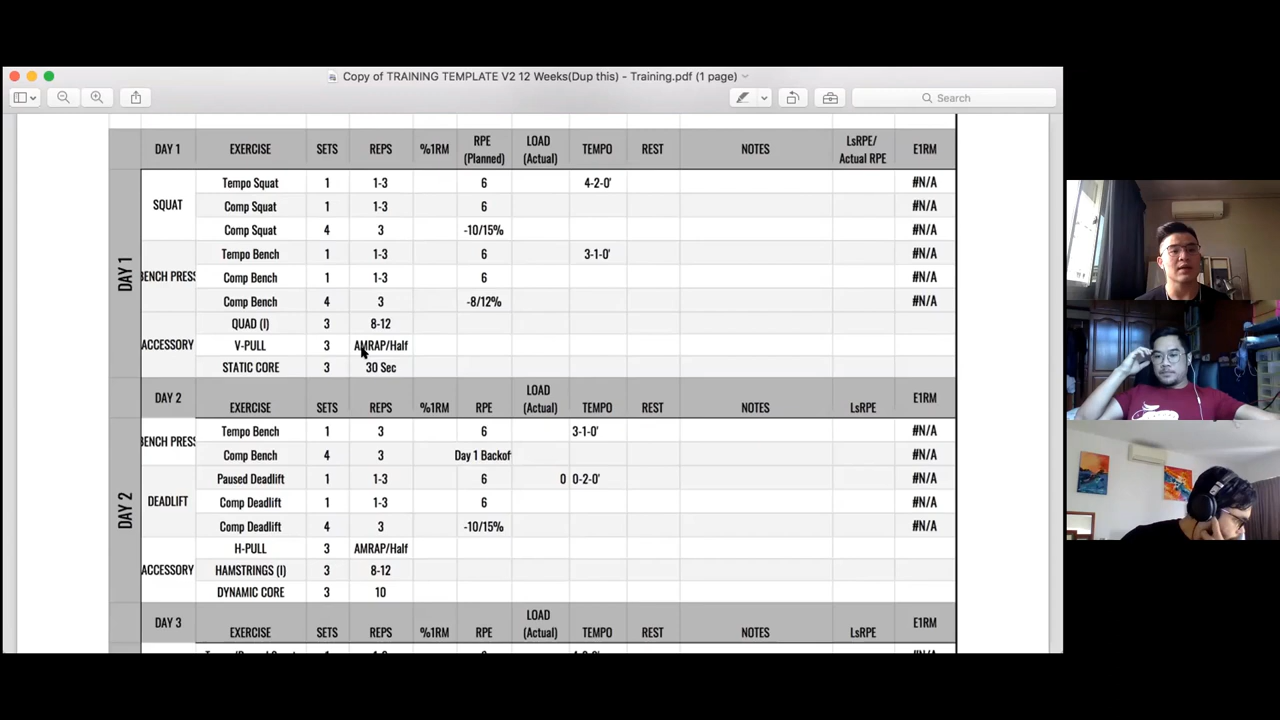 Copy of TRAINING TEMPLATE V2 12 Weeks(Dup this) - Training.pdf (1 page)
Search
DAY 1 EXERCISE SETS REPS %1RM RPE (Planned) LOAD (Actual) TEMPO REST NOTES LsRPE/ Actual RPE E1RM
DAY 1
SQUAT
Tempo Squat 1 1-3 6 4-2-0' #N/A
Comp Squat 1 1-3 6 #N/A
Comp Squat 4 3 -10/15% #N/A
BENCH PRESS
Tempo Bench 1 1-3 6 3-1-0' #N/A
Comp Bench 1 1-3 6 #N/A
Comp Bench 4 3 -8/12% #N/A
ACCESSORY
QUAD (I) 3 8-12
V-PULL 3 AMRAP/Half
STATIC CORE 3 30 Sec
DAY 2 EXERCISE SETS REPS %1RM RPE LOAD (Actual) TEMPO REST NOTES LsRPE E1RM
DAY 2
BENCH PRESS
Tempo Bench 1 3 6 3-1-0' #N/A
Comp Bench 4 3 Day 1 Backof #N/A
DEADLIFT
Paused Deadlift 1 1-3 6 0 0-2-0' #N/A
Comp Deadlift 1 1-3 6 #N/A
Comp Deadlift 4 3 -10/15% #N/A
ACCESSORY
H-PULL 3 AMRAP/Half
HAMSTRINGS (I) 3 8-12
DYNAMIC CORE 3 10
DAY 3 EXERCISE SETS REPS %1RM RPE LOAD (Actual) TEMPO REST NOTES LsRPE E1RM